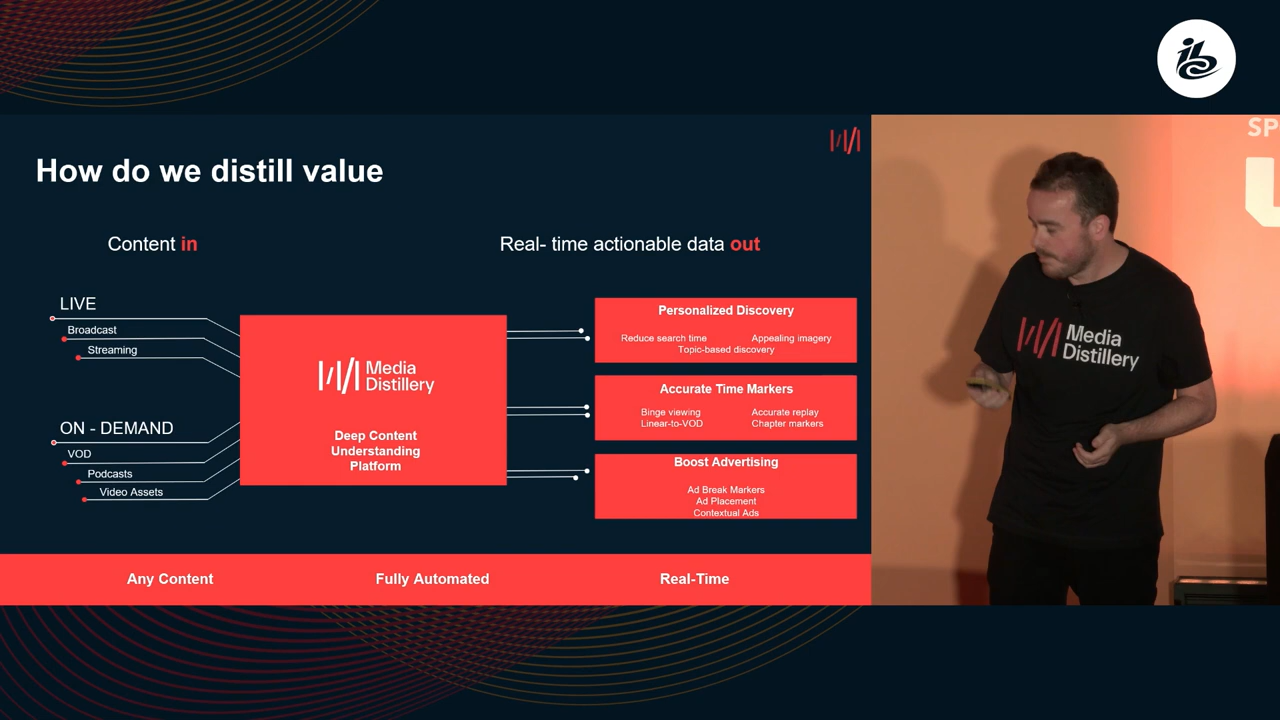 How do we distill value
Content in
Real- time actionable data out
LIVE
Broadcast
Streaming
ON - DEMAND
VOD
Podcasts
Video Assets
Media
Distillery
Deep Content
Understanding
Platform
Personalized Discovery
Reduce search time Appealing imagery
Topic-based discovery
Accurate Time Markers
Binge viewing Accurate replay
Linear-to-VOD Chapter markers
Boost Advertising
Ad Break Markers
Ad Placement
Contextual Ads
Any Content Fully Automated Real-Time
ibc
SP
Media
Distillery